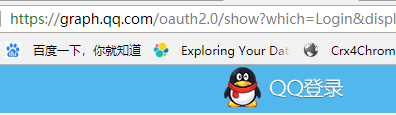 https://graph.qq.com/oauth2.0/show?which=Login&displ
百度一下，你就知道 Exploring Your Dat Crx4Chrom
QQ登录